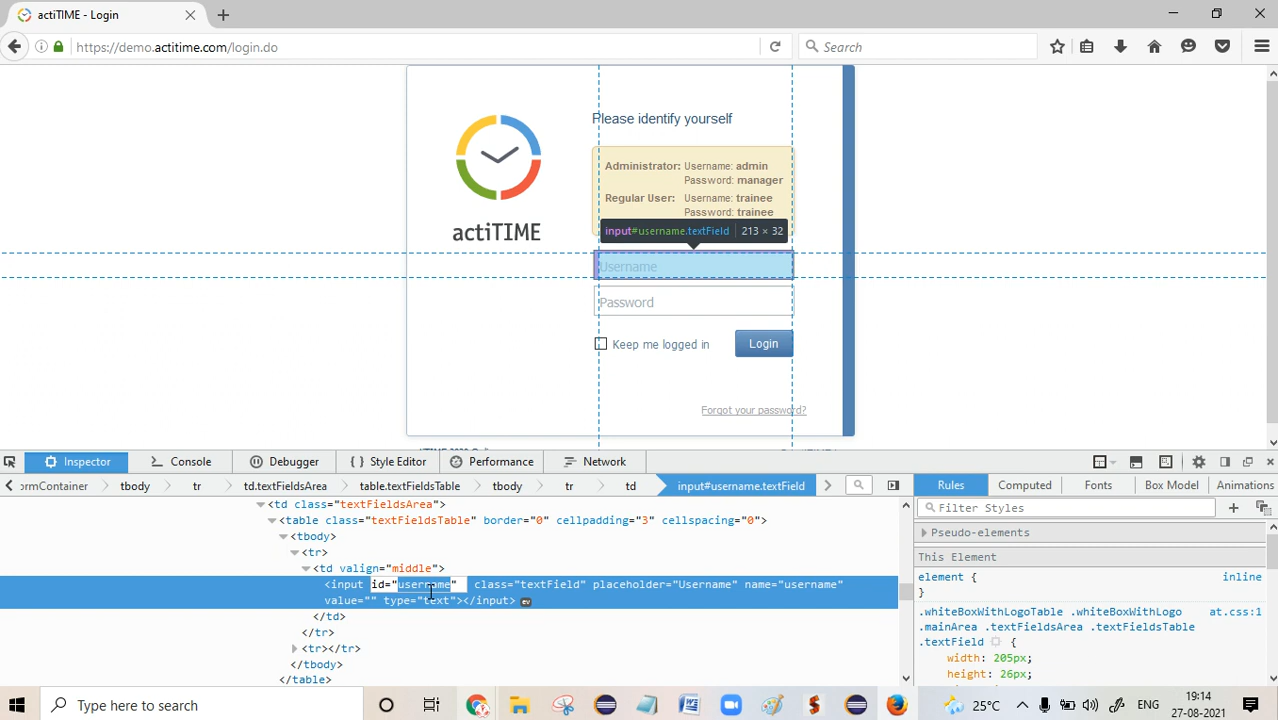 actiTIME - Login
https://demo.actitime.com/login.do
Search
Please identify yourself
Administrator: Username: admin
Password: manager
Regular User: Username: trainee
Password: trainee
input#username.textField 213 × 32
actiTIME
Username
Password
Keep me logged in
Login
Forgot your password?
Inspector Console Debugger Style Editor Performance Network
ormContainer tbody tr td.textFieldsArea table.textFieldsTable tbody tr td input#username.textField
Rules Computed Fonts Box Model Animations
<td class="textFieldsArea">
Filter Styles
<table class="textFieldsTable" border="0" cellpadding="3" cellspacing="0">
<tbody>
Pseudo-elements
<tr>
This Element
<td valign="middle">
element { inline
<input id="username" class="textField" placeholder="Username" name="username"
}
value="" type="text"></input> ev
.whiteBoxWithLogoTable .whiteBoxWithLogo at.css:1
</td>
.mainArea .textFieldsArea .textFieldsTable
</tr>
.textField {
<tr></tr>
width: 205px;
</tbody>
height: 26px;
</table>
Type here to search
25°C
ENG
19:14
27-08-2021